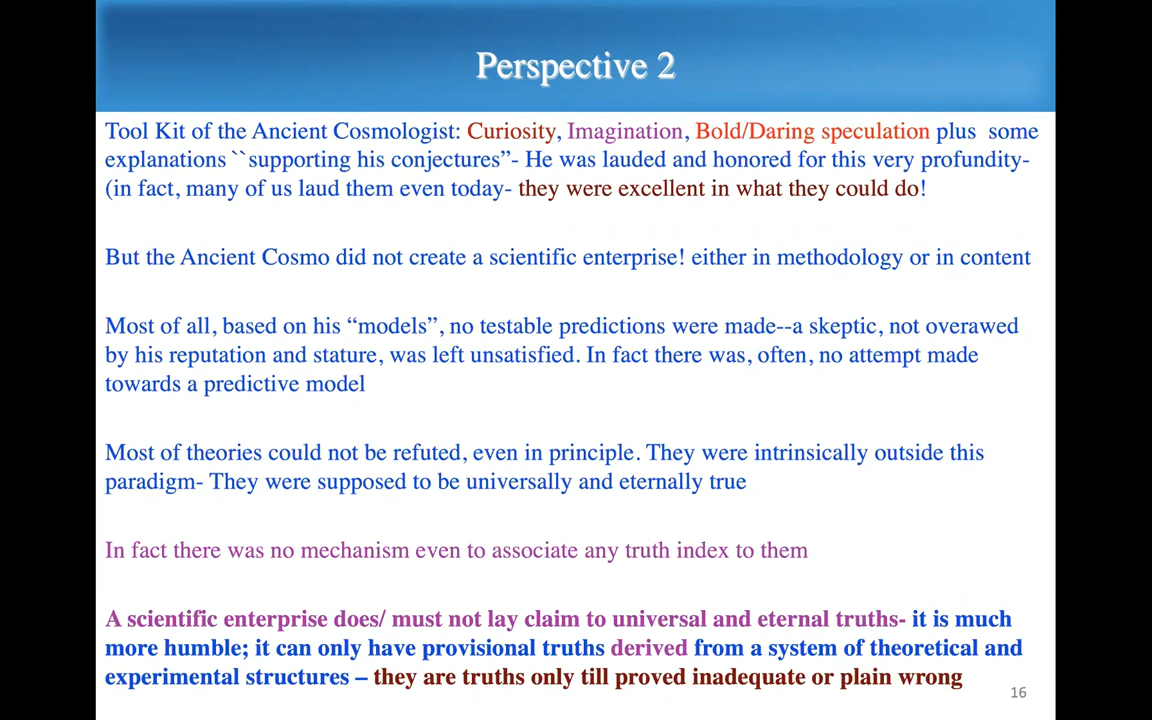 Perspective 2
Tool Kit of the Ancient Cosmologist: Curiosity, Imagination, Bold/Daring speculation plus  some
explanations ``supporting his conjectures”- He was lauded and honored for this very profundity-
(in fact, many of us laud them even today- they were excellent in what they could do!
But the Ancient Cosmo did not create a scientific enterprise! either in methodology or in content
Most of all, based on his “models”, no testable predictions were made--a skeptic, not overawed
by his reputation and stature, was left unsatisfied. In fact there was, often, no attempt made
towards a predictive model
Most of theories could not be refuted, even in principle. They were intrinsically outside this
paradigm- They were supposed to be universally and eternally true
In fact there was no mechanism even to associate any truth index to them
A scientific enterprise does/ must not lay claim to universal and eternal truths- it is much
more humble; it can only have provisional truths derived from a system of theoretical and
experimental structures – they are truths only till proved inadequate or plain wrong
16